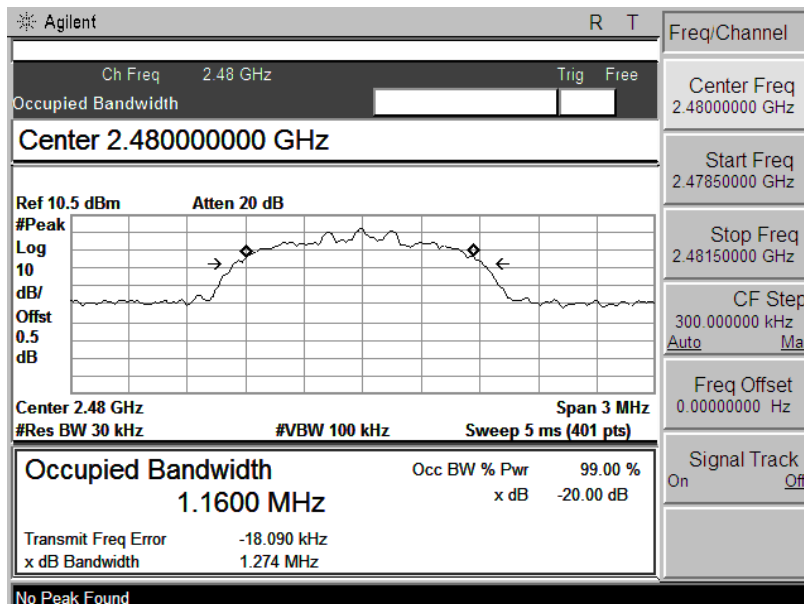 Agilent R T
Freq/Channel
Ch Freq 2.48 GHz Trig Free
Occupied Bandwidth
Center 2.480000000 GHz
Ref 10.5 dBm Atten 20 dB
#Peak
Log
10
dB/
Offst
0.5
dB
Center 2.48 GHz Span 3 MHz
#Res BW 30 kHz #VBW 100 kHz Sweep 5 ms (401 pts)
Occupied Bandwidth
1.1600 MHz
Occ BW % Pwr 99.00 %
x dB -20.00 dB
Transmit Freq Error -18.090 kHz
x dB Bandwidth 1.274 MHz
No Peak Found
Center Freq
2.48000000 GHz
Start Freq
2.47850000 GHz
Stop Freq
2.48150000 GHz
CF Step
300.000000 kHz
Auto Ma
Freq Offset
0.00000000 Hz
Signal Track
On Off